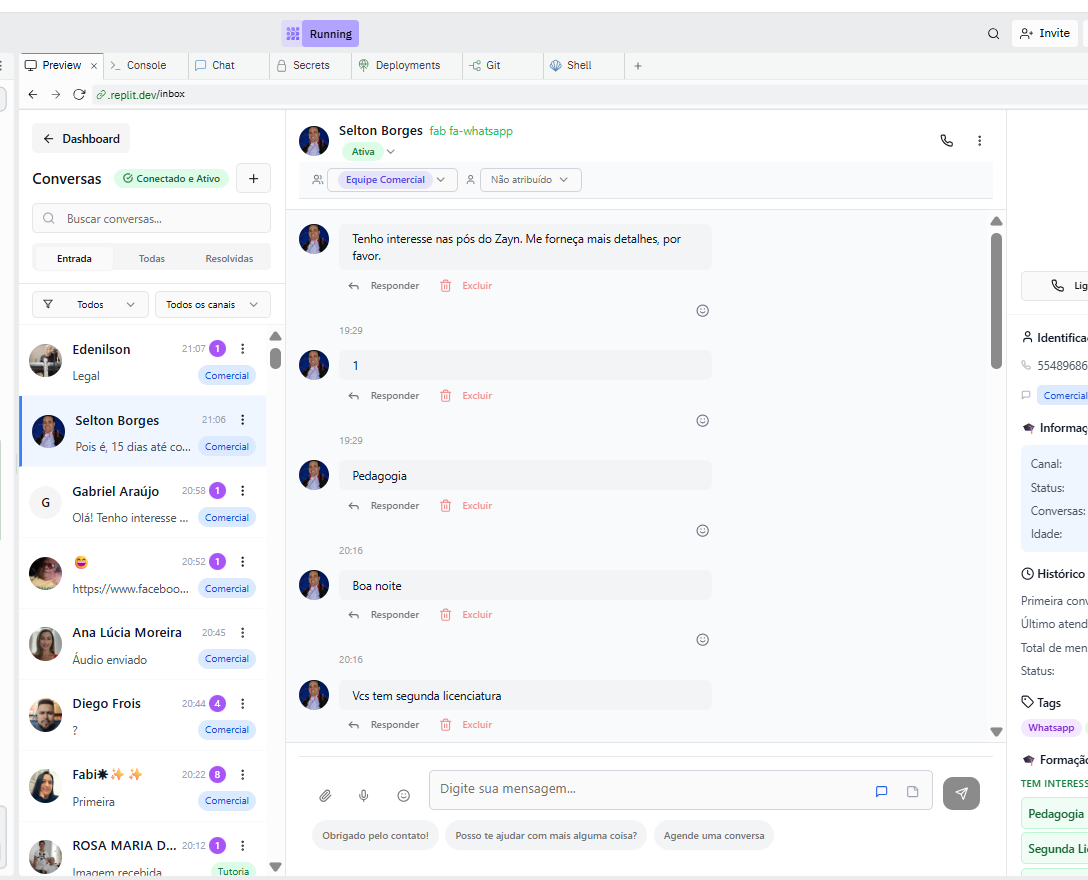 Running
Invite
Preview
Console
Chat
Secrets
Deployments
Git
Shell
.replit.dev/inbox
Dashboard
Conversas
Conectado e Ativo
Buscar conversas...
Entrada
Todas
Resolvidas
Todos
Todos os canais
Edenilson
21:07
1
Legal
Comercial
Selton Borges
21:06
Pois é, 15 dias até co...
Comercial
Gabriel Araújo
20:58
1
G
Olá! Tenho interesse ...
Comercial
20:52
1
https://www.faceboo...
Comercial
Ana Lúcia Moreira
20:45
Áudio enviado
Comercial
Diego Frois
20:44
4
?
Comercial
Fabi
20:22
8
Primeira
Comercial
ROSA MARIA D...
20:12
1
Imagem recebida
Tutoria
Selton Borges
fab fa-whatsapp
Ativa
Equipe Comercial
Não atribuído
Tenho interesse nas pós do Zayn. Me forneça mais detalhes, por
favor.
Responder
Excluir
19:29
1
Responder
Excluir
19:29
Pedagogia
Responder
Excluir
20:16
Boa noite
Responder
Excluir
20:16
Vcs tem segunda licenciatura
Responder
Excluir
Digite sua mensagem...
Obrigado pelo contato!
Posso te ajudar com mais alguma coisa?
Agende uma conversa
Lig
Identifica
55489686
Comercial
Informaç
Canal:
Status:
Conversas:
Idade:
Histórico
Primeira conv
Último atend
Total de men
Status:
Tags
Whatsapp
Formação
TEM INTERESS
Pedagogia
Segunda Li